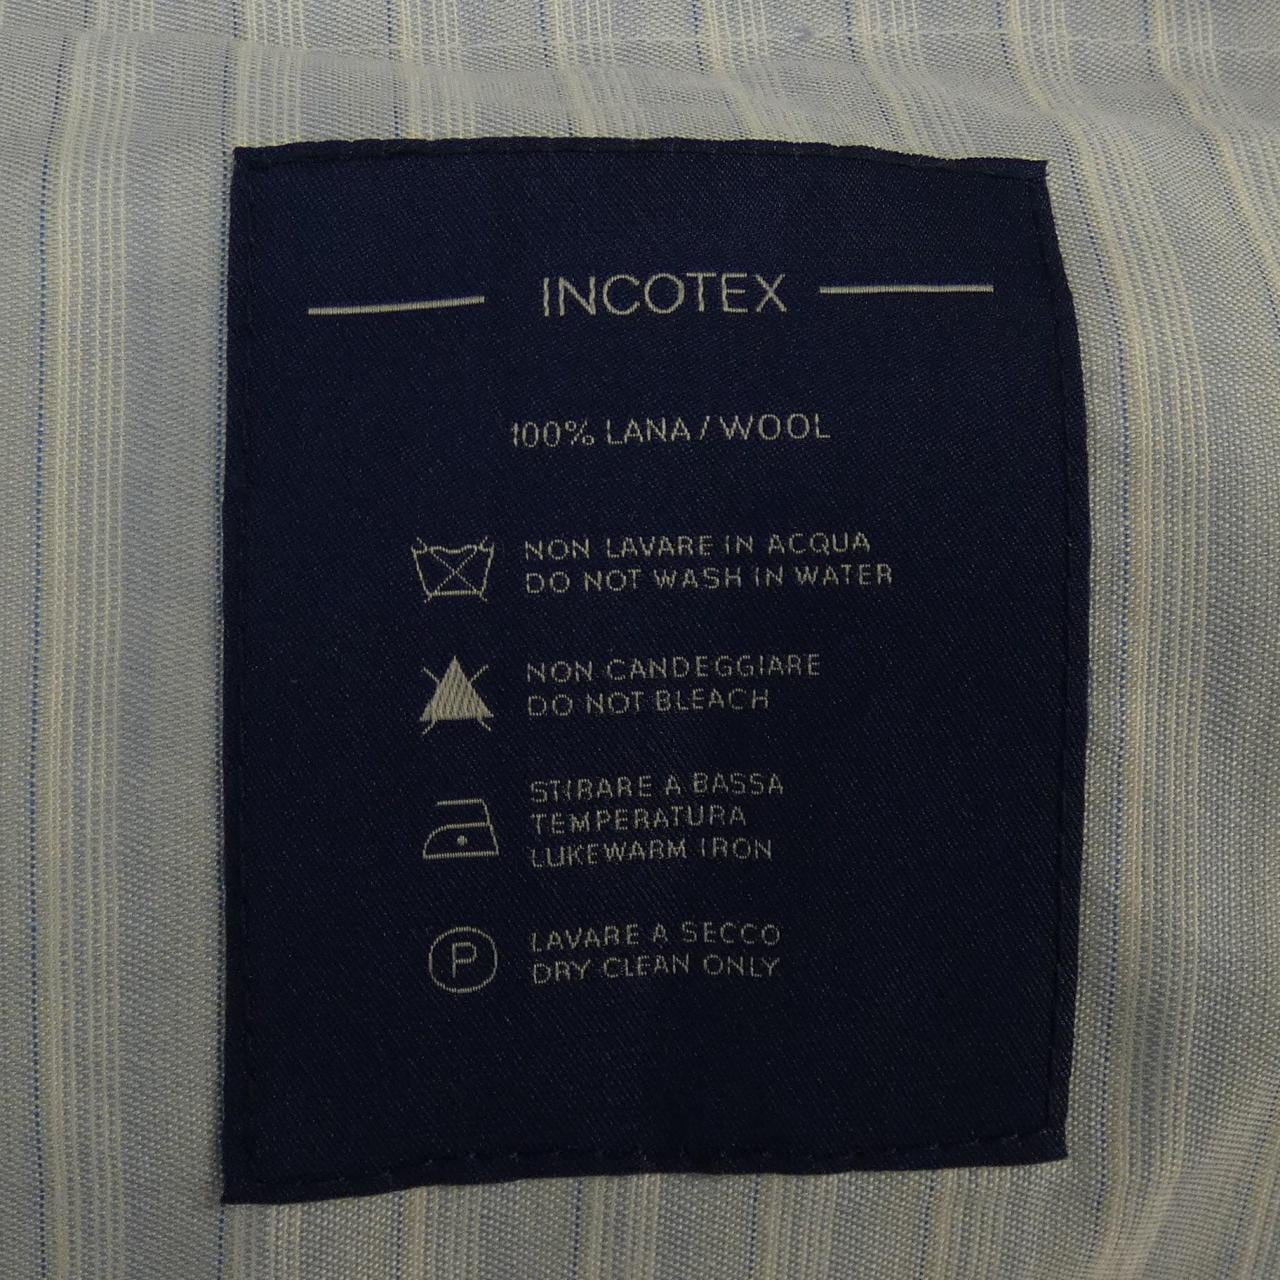 INCOTEX
100% LANA / WOOL
NON LAVARE IN ACQUA
DO NOT WASH IN WATER
NON CANDEGGIARE
DO NOT BLEACH
STIRARE A BASSA
TEMPERATURA
LUKEWARM IRON
P
LAVARE A SECCO
DRY CLEAN ONLY